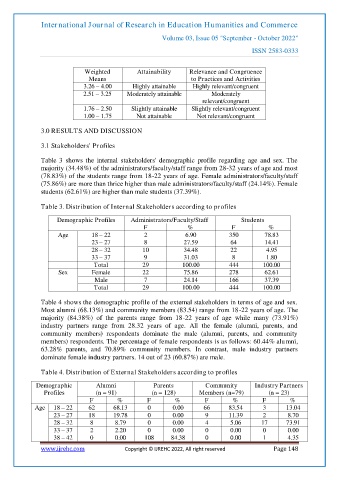 International Journal of Research in Education Humanities and Commerce
Volume 03, Issue 05 "September - October 2022"
ISSN 2583-0333
Weighted Means Attainability Relevance and Congruence to Practices and Activities
3.26 – 4.00 Highly attainable Highly relevant/congruent
2.51 – 3.25 Moderately attainable Moderately relevant/congruent
1.76 – 2.50 Slightly attainable Slightly relevant/congruent
1.00 – 1.75 Not attainable Not relevant/congruent
3.0 RESULTS AND DISCUSSION
3.1 Stakeholders' Profiles
Table 3 shows the internal stakeholders' demographic profile regarding age and sex. The
majority (34.48%) of the administrators/faculty/staff range from 28-32 years of age and most
(78.83%) of the students range from 18-22 years of age. Female administrators/faculty/staff
(75.86%) are more than thrice higher than male administrators/faculty/staff (24.14%). Female
students (62.61%) are higher than male students (37.39%).
Table 3. Distribution of Internal Stakeholders according to profiles
Demographic Profiles Administrators/Faculty/Staff Students
F % F %
Age 18 – 22 2 6.90 350 78.83
23 – 27 8 27.59 64 14.41
28 – 32 10 34.48 22 4.95
33 – 37 9 31.03 8 1.80
Total 29 100.00 444 100.00
Sex Female 22 75.86 278 62.61
Male 7 24.14 166 37.39
Total 29 100.00 444 100.00
Table 4 shows the demographic profile of the external stakeholders in terms of age and sex.
Most alumni (68.13%) and community members (83.54) range from 18-22 years of age. The
majority (84.38%) of the parents range from 18-22 years of age while many (73.91%)
industry partners range from 28.32 years of age. All the female (alumni, parents, and
community members) respondents dominate the male (alumni, parents, and community
members) respondents. The percentage of female respondents is as follows: 60.44% alumni,
63.28% parents, and 70.89% community members. In contrast, male industry partners
dominate female industry partners, 14 out of 23 (60.87%) are male.
Table 4. Distribution of External Stakeholders according to profiles
Demographic Profiles Alumni (n = 91) Parents (n = 128) Community Members (n=79) Industry Partners (n = 23)
F % F % F % F %
Age 18 – 22 62 68.13 0 0.00 66 83.54 3 13.04
23 – 27 18 19.78 0 0.00 9 11.39 2 8.70
28 – 32 8 8.79 0 0.00 4 5.06 17 73.91
33 – 37 2 2.20 0 0.00 0 0.00 0 0.00
38 – 42 0 0.00 108 84.38 0 0.00 1 4.35
www.ijrehc.com Copyright © IJREHC 2022, All right reserved Page 148